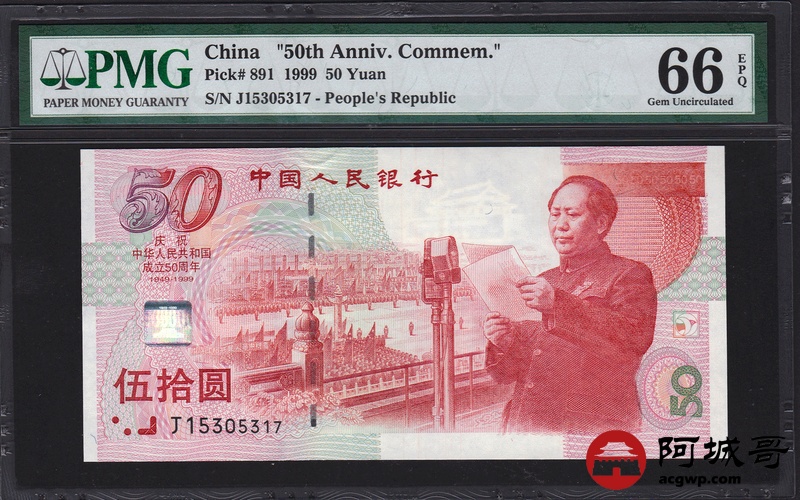 PMG
PAPER MONEY GUARANTY
China "50th Anniv. Commem."
Pick# 891 1999 50 Yuan
S/N J15305317 - People's Republic
66
EPQ
Gem Uncirculated
50
中国人民银行
庆祝
中华人民共和国
成立50周年
1949-1999
伍拾圆
J15305317
50
阿城哥
acgwp.com